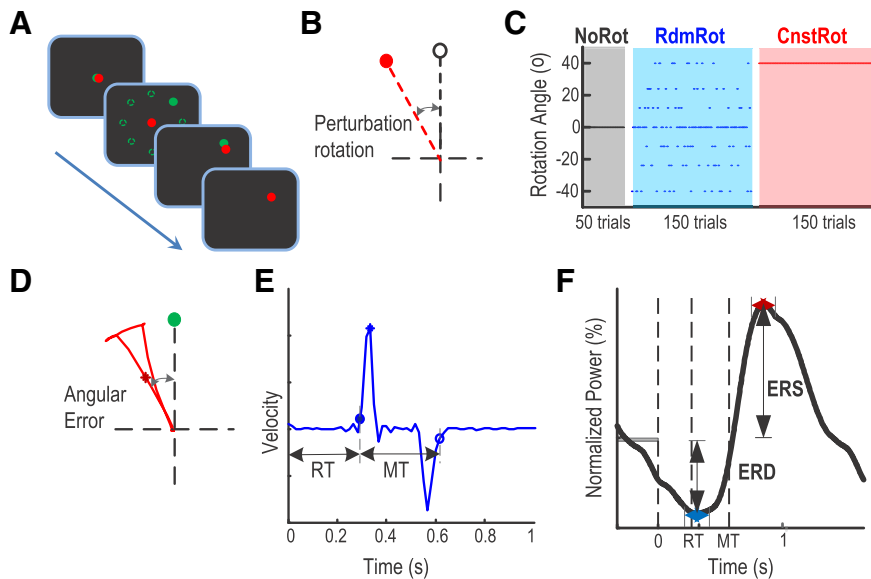 A
B
Perturbation
rotation
C
NoRot RdmRot CnstRot
Rotation Angle (o)
40
20
0
-20
-40
50 trials 150 trials 150 trials
D
Angular
Error
E
Velocity
RT MT
0 0.2 0.4 0.6 0.8 1
Time (s)
F
Normalized Power (%)
ERS
ERD
0 RT MT 1
Time (s)